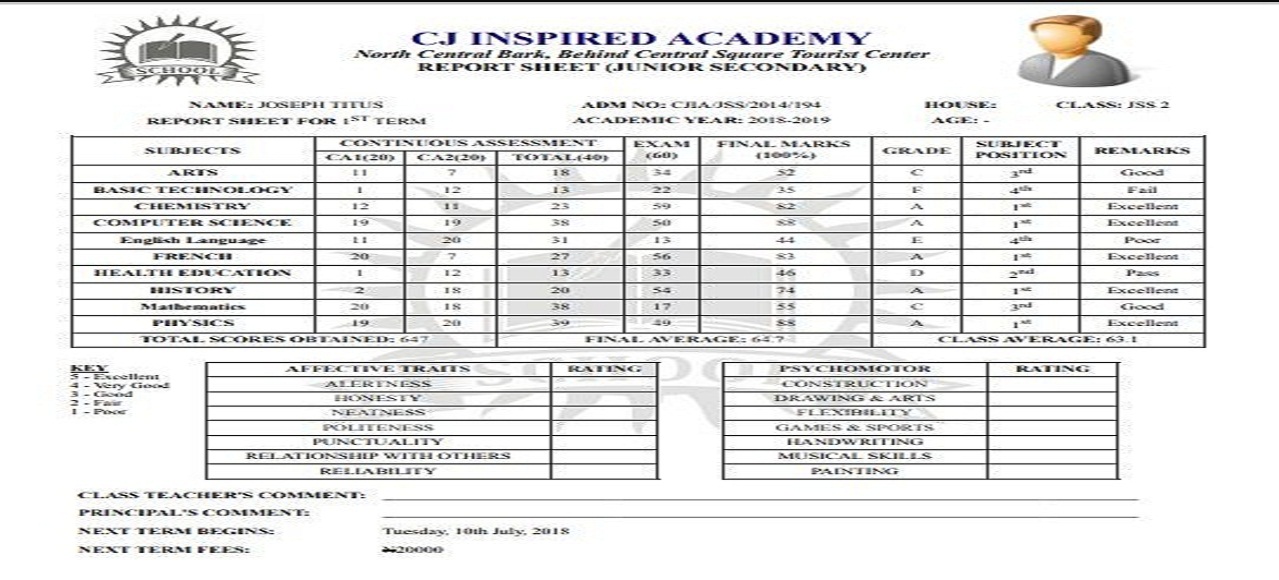 CJ INSPIRED ACADEMY
North Central Bark, Behind Central Square Tourist Center
REPORT SHEET (JUNIOR SECONDARY)
SCHOOL
NAME: JOSEPH TITUS ADM NO: CJIA/JSS/2014/194 HOUSE: CLASS: JSS 2
REPORT SHEET FOR 1ST TERM ACADEMIC YEAR: 2018-2019 AGE: -
SUBJECTS CONTINUOUS ASSESSMENT EXAM (60) FINAL MARKS (100%) GRADE SUBJECT POSITION REMARKS
CA1(20) CA2(20) TOTAL(40)
ARTS 11 7 18 34 52 C 3rd Good
BASIC TECHNOLOGY 1 12 13 22 35 F 4th Fail
CHEMISTRY 12 11 23 59 82 A 1st Excellent
COMPUTER SCIENCE 19 19 38 50 88 A 1st Excellent
English Language 11 20 31 13 44 E 4th Poor
FRENCH 20 7 27 56 83 A 1st Excellent
HEALTH EDUCATION 1 12 13 33 46 D 2nd Pass
HISTORY 2 18 20 54 74 A 1st Excellent
Mathematics 20 18 38 17 55 C 3rd Good
PHYSICS 19 20 39 49 88 A 1st Excellent
TOTAL SCORES OBTAINED: 647 FINAL AVERAGE: 64.7 CLASS AVERAGE: 63.1
SCHOOL
KEY
5 - Excellent
4 - Very Good
3 - Good
2 - Fair
1 - Poor
AFFECTIVE TRAITS RATING
ALERTNESS
HONESTY
NEATNESS
POLITENESS
PUNCTUALITY
RELATIONSHIP WITH OTHERS
RELIABILITY
PSYCHOMOTOR RATING
CONSTRUCTION
DRAWING & ARTS
FLEXIBILITY
GAMES & SPORTS
HANDWRITING
MUSICAL SKILLS
PAINTING
CLASS TEACHER'S COMMENT:
PRINCIPAL'S COMMENT:
NEXT TERM BEGINS: Tuesday, 10th July, 2018
NEXT TERM FEES: ₦20000